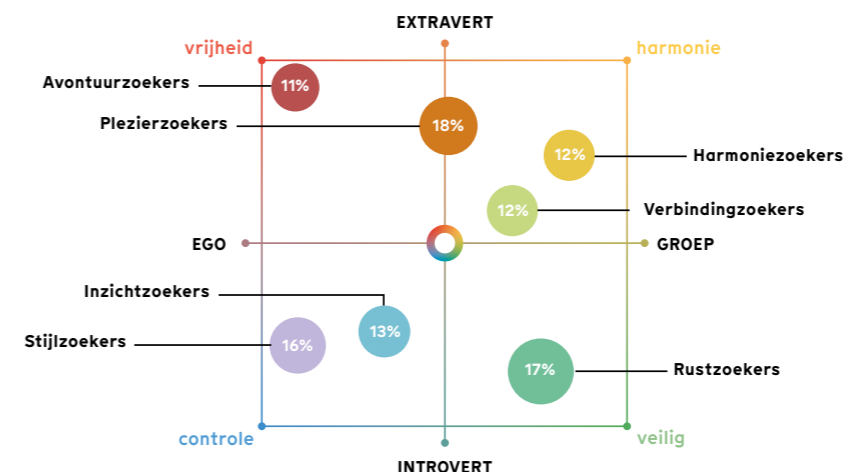 EXTRAVERT
vrijheid
harmonie
Avontuurzoekers
11%
Plezierzoekers
18%
12%
Harmoniezoekers
12%
Verbindingzoekers
EGO
GROEP
Inzichtzoekers
13%
Stijlzoekers
16%
17%
Rustzoekers
controle
veilig
INTROVERT